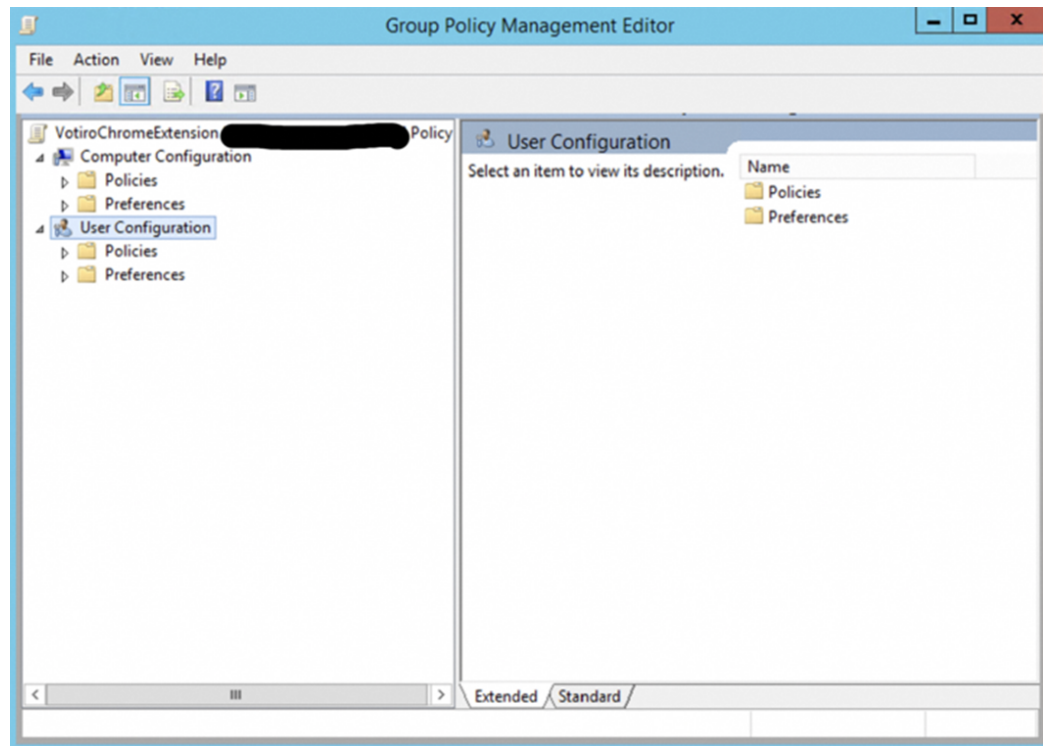 Group Policy Management Editor
File Action View Help
VotiroChromeExtension Policy
Computer Configuration
Policies
Preferences
User Configuration
Policies
Preferences
User Configuration
Select an item to view its description.
Name
Policies
Preferences
Extended Standard